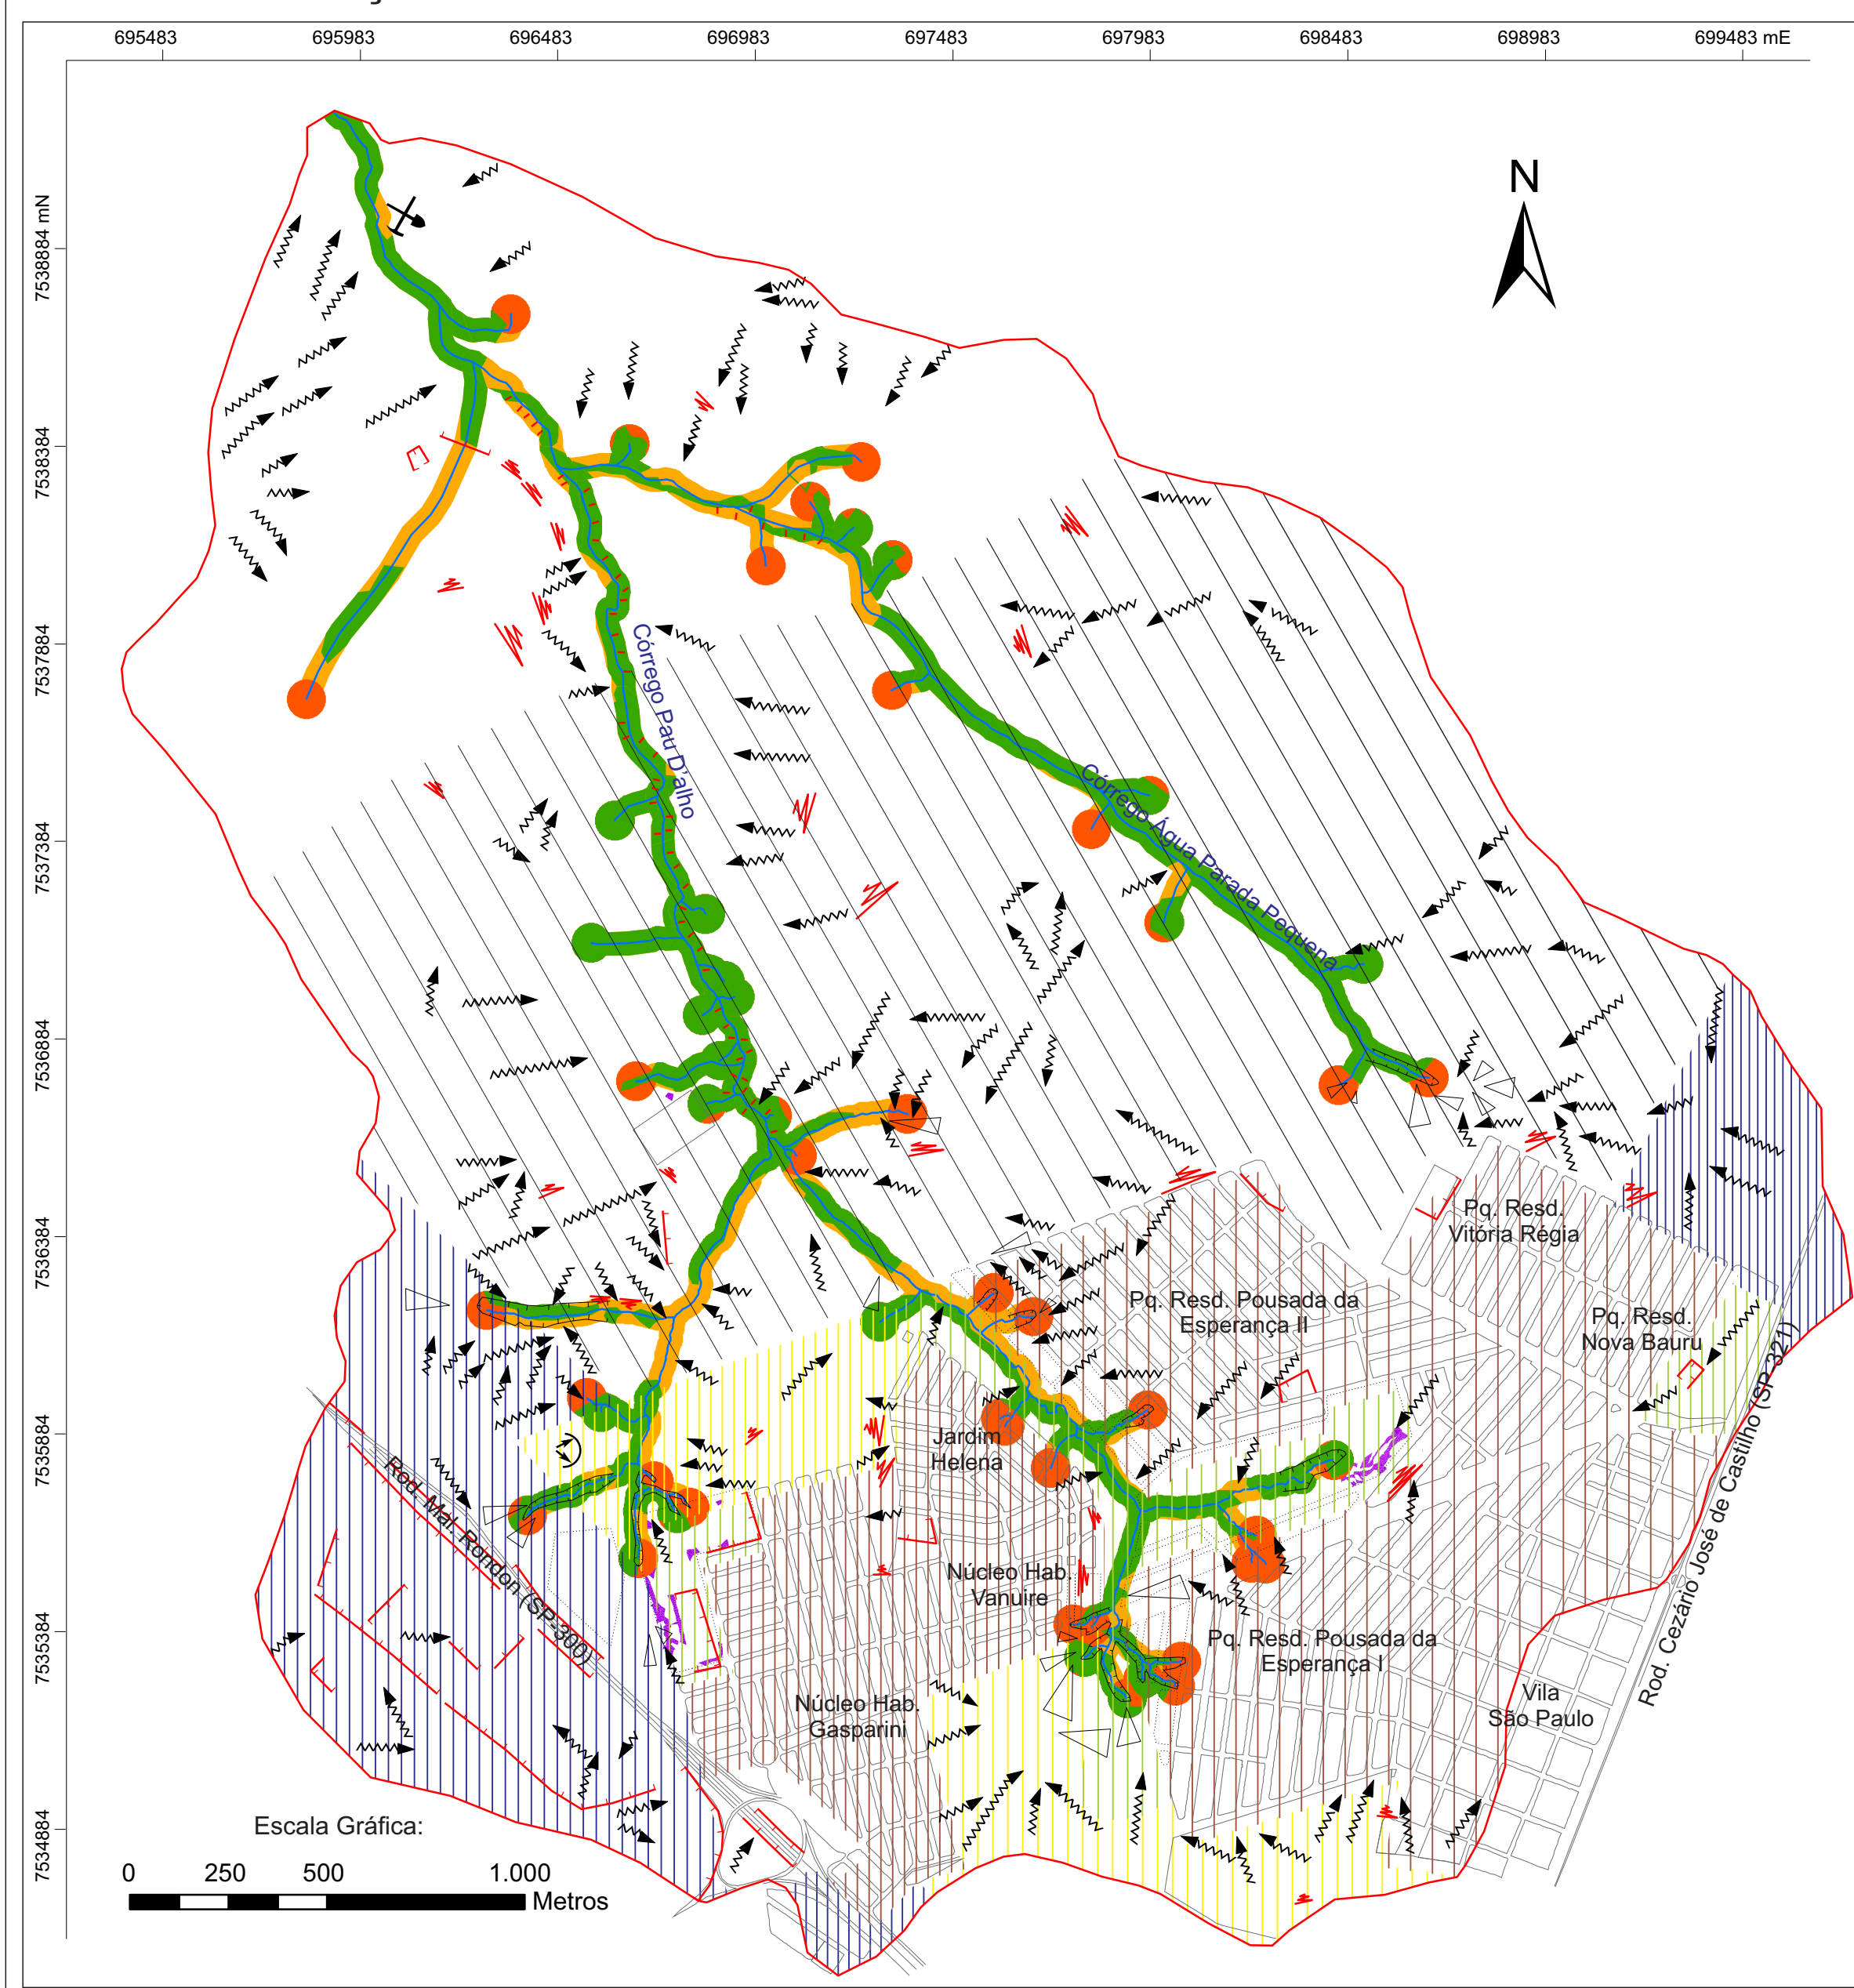 695483 695983 696483 696983 697483 697983 698483 698983 699483 mE
N
7538884 mN
7538384
7537884
7537384
7536884
7536384
7535884
7535384
7534884
Córrego Pau D'alho
Córrego Água Parada Pequena
Pq. Resd.
Vitória Régia
Pq. Resd. Pousada da
Esperança II
Pq. Resd.
Nova Bauru
Jardim
Helena
Rod. Mal. Rondon (SP-300)
Rod. Cezário José de Castilho (SP 321)
Núcleo Hab.
Vanuire
Pq. Resd. Pousada da
Esperança I
Núcleo Hab.
Gasparini
Vila
São Paulo
Escala Gráfica:
0 250 500 1.000
Metros